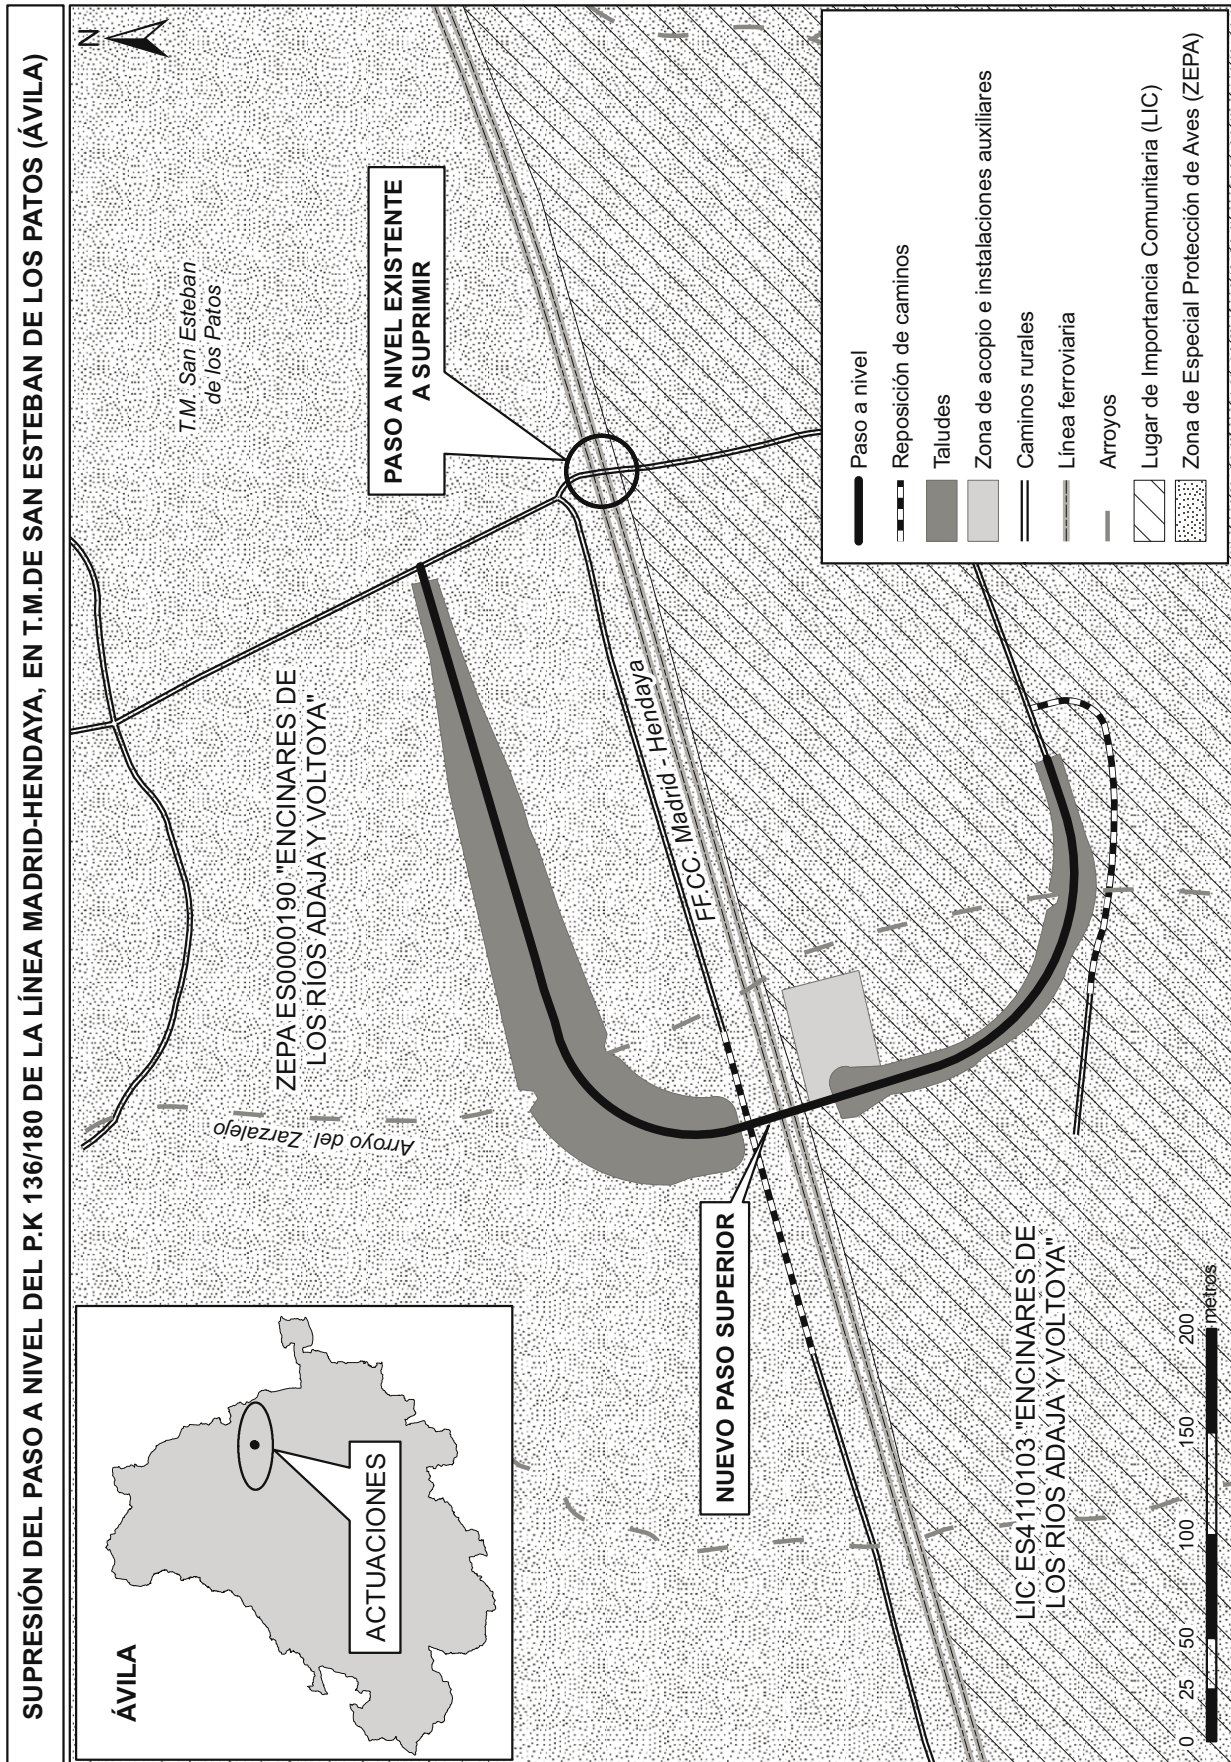 SUPRESIÓN DEL PASO A NIVEL DEL P.K 136/180 DE LA LÍNEA MADRID-HENDAYA, EN T.M.DE SAN ESTEBAN DE LOS PATOS (ÁVILA)
N
ÁVILA
ACTUACIONES
T.M. San Esteban
de los Patos
PASO A NIVEL EXISTENTE
A SUPRIMIR
ZEPA ES0000190 "ENCINARES DE
LOS RÍOS ADAJA Y VOLTOYA"
Arroyo del Zarzalejo
FF.CC. Madrid - Hendaya
NUEVO PASO SUPERIOR
LIC ES4110103 "ENCINARES DE
LOS RÍOS ADAJA Y VOLTOYA"
0 25 50 100 150 200
metros
Paso a nivel
Reposición de caminos
Taludes
Zona de acopio e instalaciones auxiliares
Caminos rurales
Línea ferroviaria
Arroyos
Lugar de Importancia Comunitaria (LIC)
Zona de Especial Protección de Aves (ZEPA)